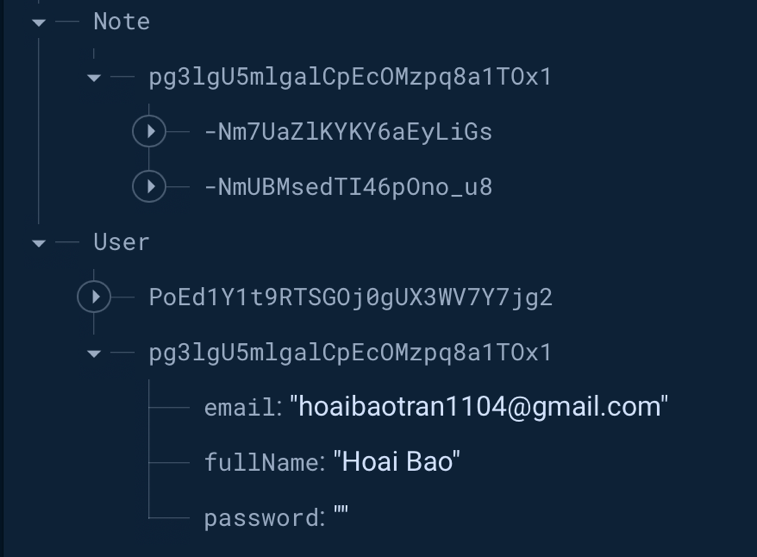 Note
pg3lgU5mlgalCpEcOMzpq8a1TOx1
-Nm7UaZlKYKY6aEyLiGs
-NmUBMsedTI46pOno_u8
User
PoEd1Y1t9RTSGOj0gUX3WV7Y7jg2
pg3lgU5mlgalCpEcOMzpq8a1TOx1
email: "hoaibaotran1104@gmail.com"
fullName: "Hoai Bao"
password: ""